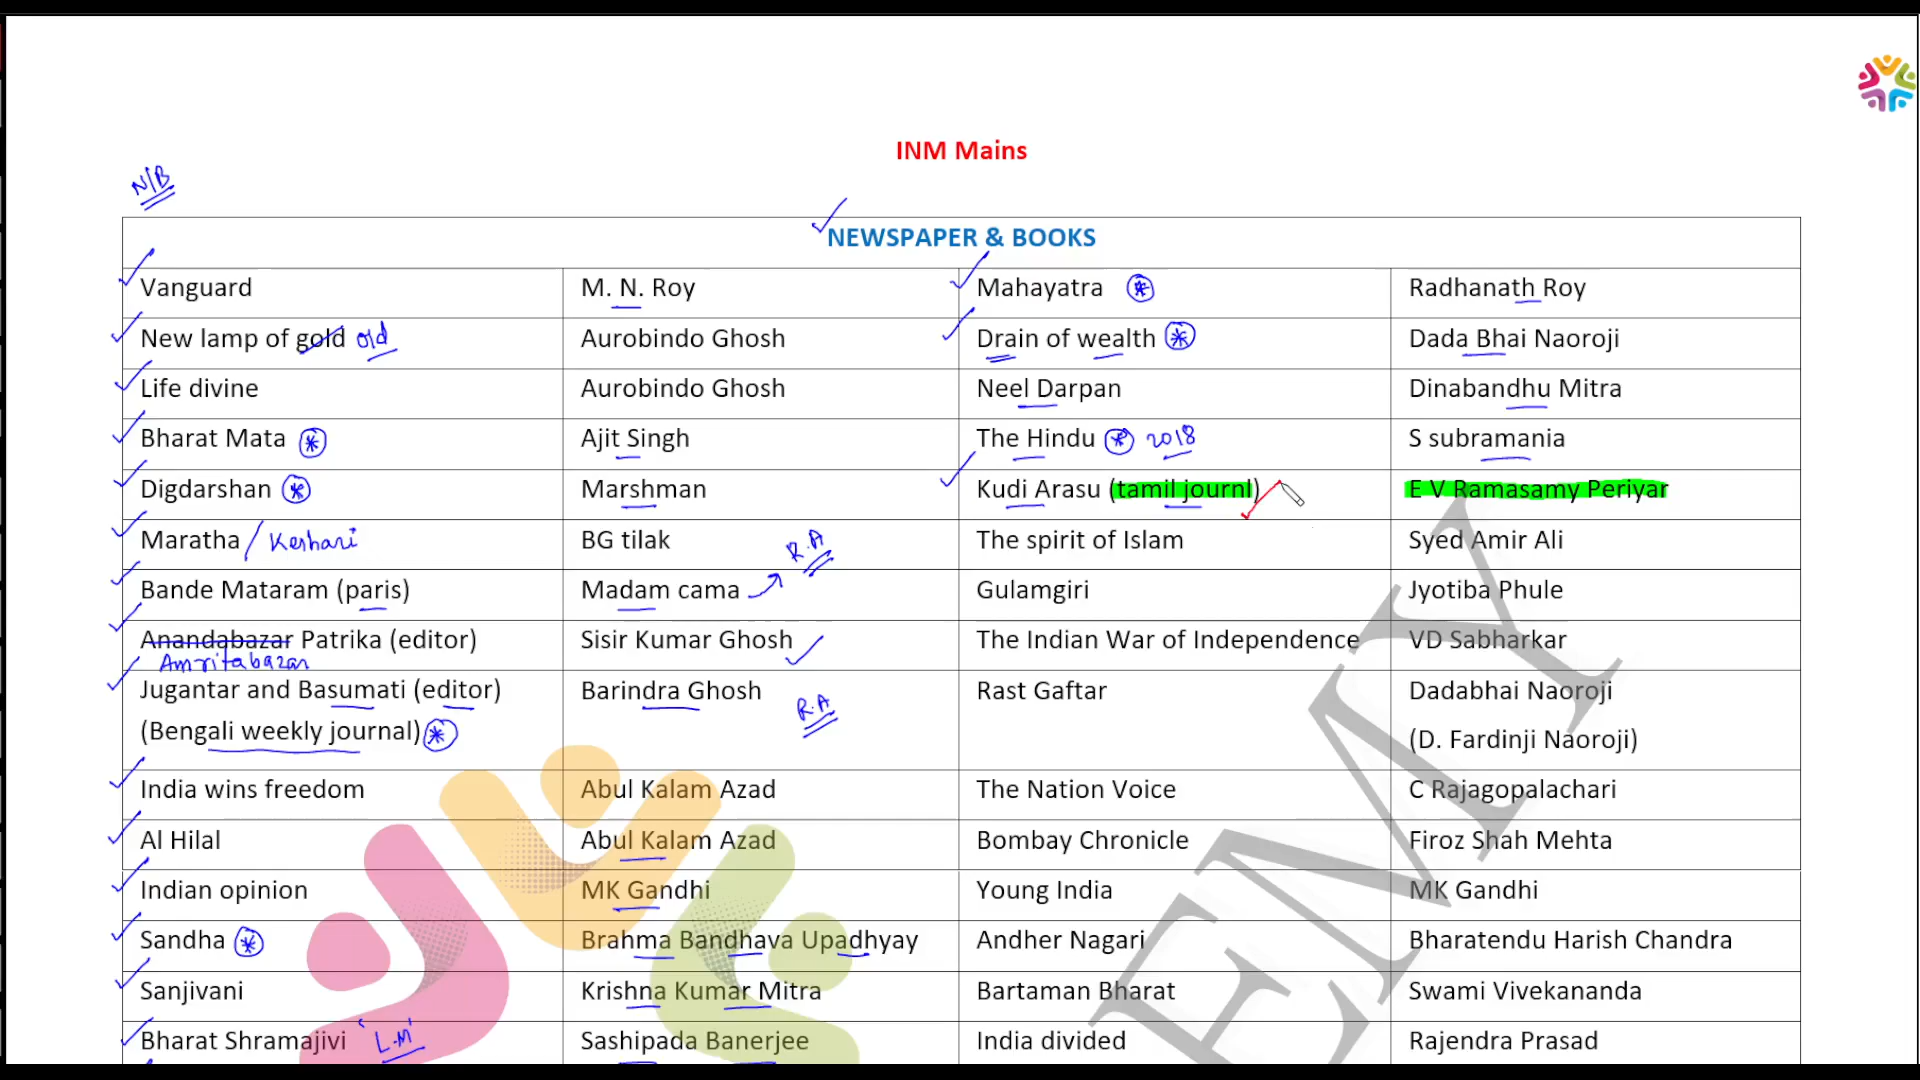 INM Mains
N/B
NEWSPAPER & BOOKS
Vanguard M. N. Roy Mahayatra Radhanath Roy
New lamp of gold old Aurobindo Ghosh Drain of wealth Dada Bhai Naoroji
Life divine Aurobindo Ghosh Neel Darpan Dinabandhu Mitra
Bharat Mata Ajit Singh The Hindu 2018 S subramania
Digdarshan Marshman Kudi Arasu (tamil journl) E V Ramasamy Periyar
Maratha / Keshari BG tilak R.A The spirit of Islam Syed Amir Ali
Bande Mataram (paris) Madam cama Gulamgiri Jyotiba Phule
Anandabazar Patrika (editor) Sisir Kumar Ghosh The Indian War of Independence VD Sabharkar
Amritabazar
Jugantar and Basumati (editor) Barindra Ghosh R.A Rast Gaftar Dadabhai Naoroji
(Bengali weekly journal) (D. Fardinji Naoroji)
India wins freedom Abul Kalam Azad The Nation Voice C Rajagopalachari
Al Hilal Abul Kalam Azad Bombay Chronicle Firoz Shah Mehta
Indian opinion MK Gandhi Young India MK Gandhi
Sandha Brahma Bandhava Upadhyay Andher Nagari Bharatendu Harish Chandra
Sanjivani Krishna Kumar Mitra Bartaman Bharat Swami Vivekananda
Bharat Shramajivi 'L.M' Sashipada Banerjee India divided Rajendra Prasad
EMY